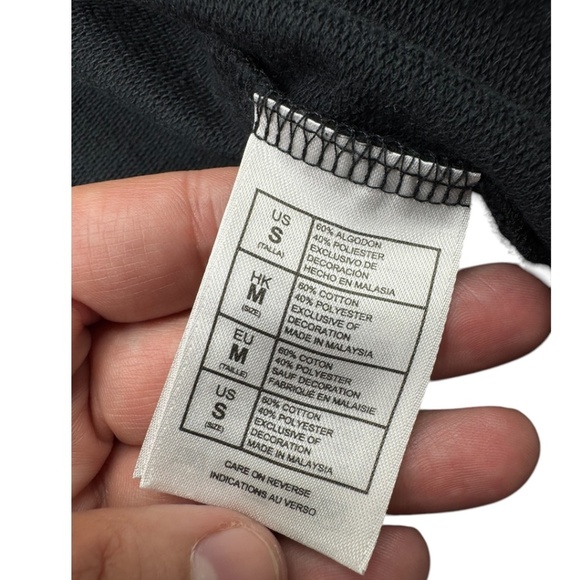 US
S
(TALLA)
60% ALGODON
40% POLIESTER
EXCLUSIVO DE
DECORACIÓN
HECHO EN MALASIA
HK
M
(SIZE)
60% COTTON
40% POLYESTER
EXCLUSIVE OF
DECORATION
MADE IN MALAYSIA
EU
M
(TAILLE)
60% COTON
40% POLYESTER
SAUF DECORATION
FABRIQUÉ EN MALAISIE
US
S
(SIZE)
60% COTTON
40% POLYESTER
EXCLUSIVE OF
DECORATION
MADE IN MALAYSIA
CARE ON REVERSE
INDICATIONS AU VERSO